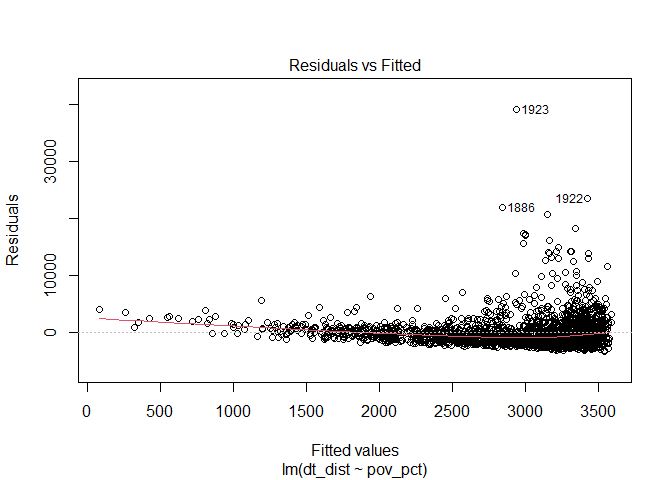 Residuals vs Fitted
Residuals
30000
10000
0
1923
1922
1886
0 500 1000 1500 2000 2500 3000 3500
Fitted values
lm(dt_dist ~ pov_pct)